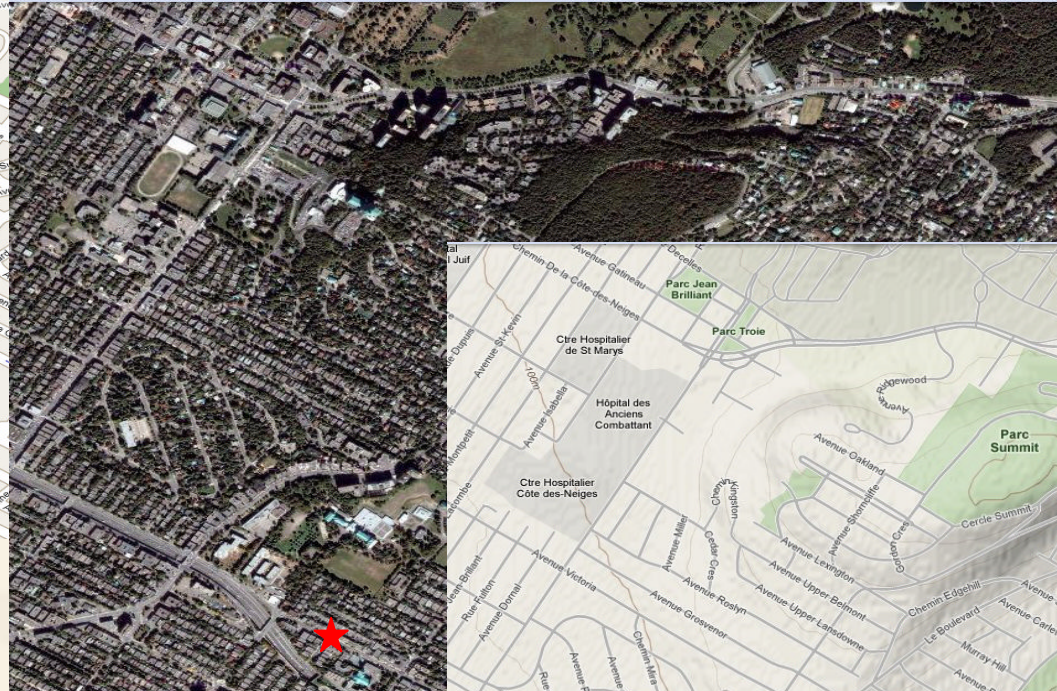 l Juif
Chemin De la Côte-des-Neiges
Avenue Gatineau
Decelles
Parc Jean
Brilliant
Parc Troie
Ctre Hospitalier
de St Marys
Avenue St-Kevin
100m
Avenue Isabella
Hôpital des
Anciens
Combattant
Ctre Hospitalier
Côte des-Neiges
Avenue Ridgewood
Parc
Summit
Avenue Oakland
Avenue Shorncliffe
Cercle Summit
Gordon Cres
Kingston
Cedar Cres
Avenue Miller
Avenue Lexington
Avenue Upper-Belmont
Avenue Upper-Lansdowne
Avenue Roslyn
Avenue Victoria
Avenue Grosvenor
Chemin Edgehill
Le Boulevard
Murray Hill
Rue Fulton
Avenue Dornal
Jean-Brillant
Chemin Mira